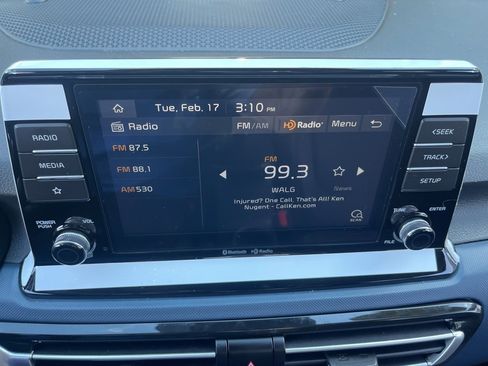 Tue, Feb. 17 3:10 PM
Radio FM/AM HD Radio Menu
FM 87.5
FM 88.1
AM 530
FM
99.3
WALG News
Injured? One Call, That's All! Ken
Nugent - CallKen.com
SCAN
RADIO
MEDIA
POWER PUSH VOL
<SEEK
TRACK>
SETUP
TUNE ENTER
FILE
Bluetooth HD Radio